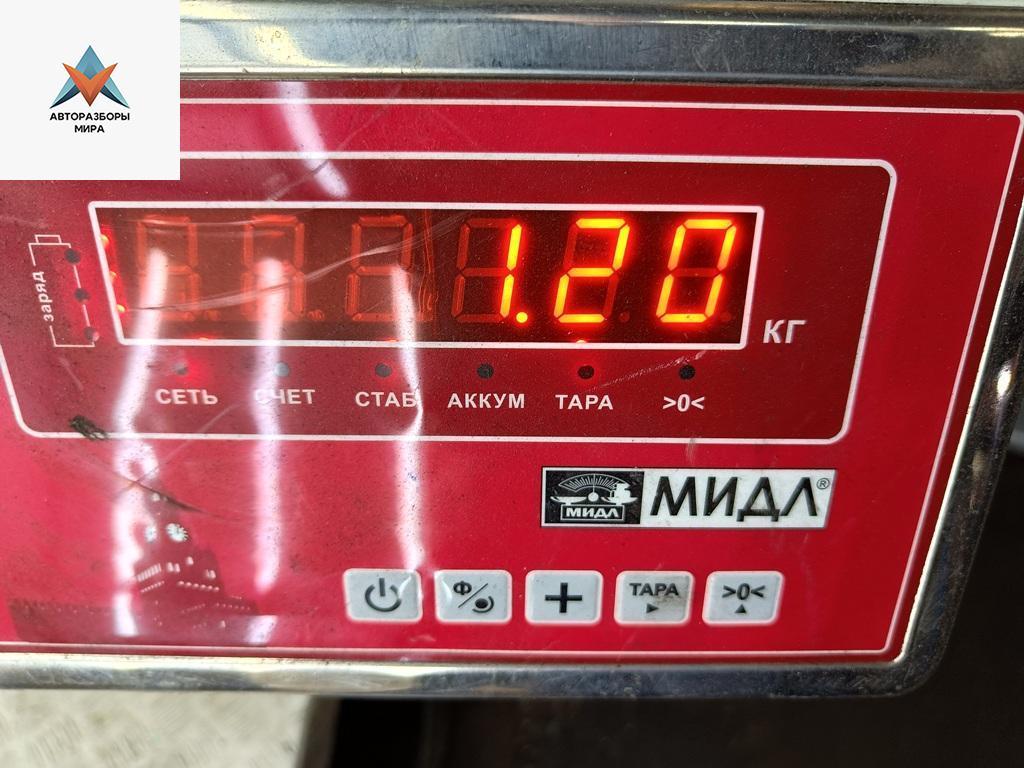 АВТОРАЗБОРЫ
МИРА
заряд
1.20
КГ
СЕТЬ СЧЕТ СТАБ АККУМ ТАРА >0<
МИДЛ МИДЛ®
Ф ТАРА >0<